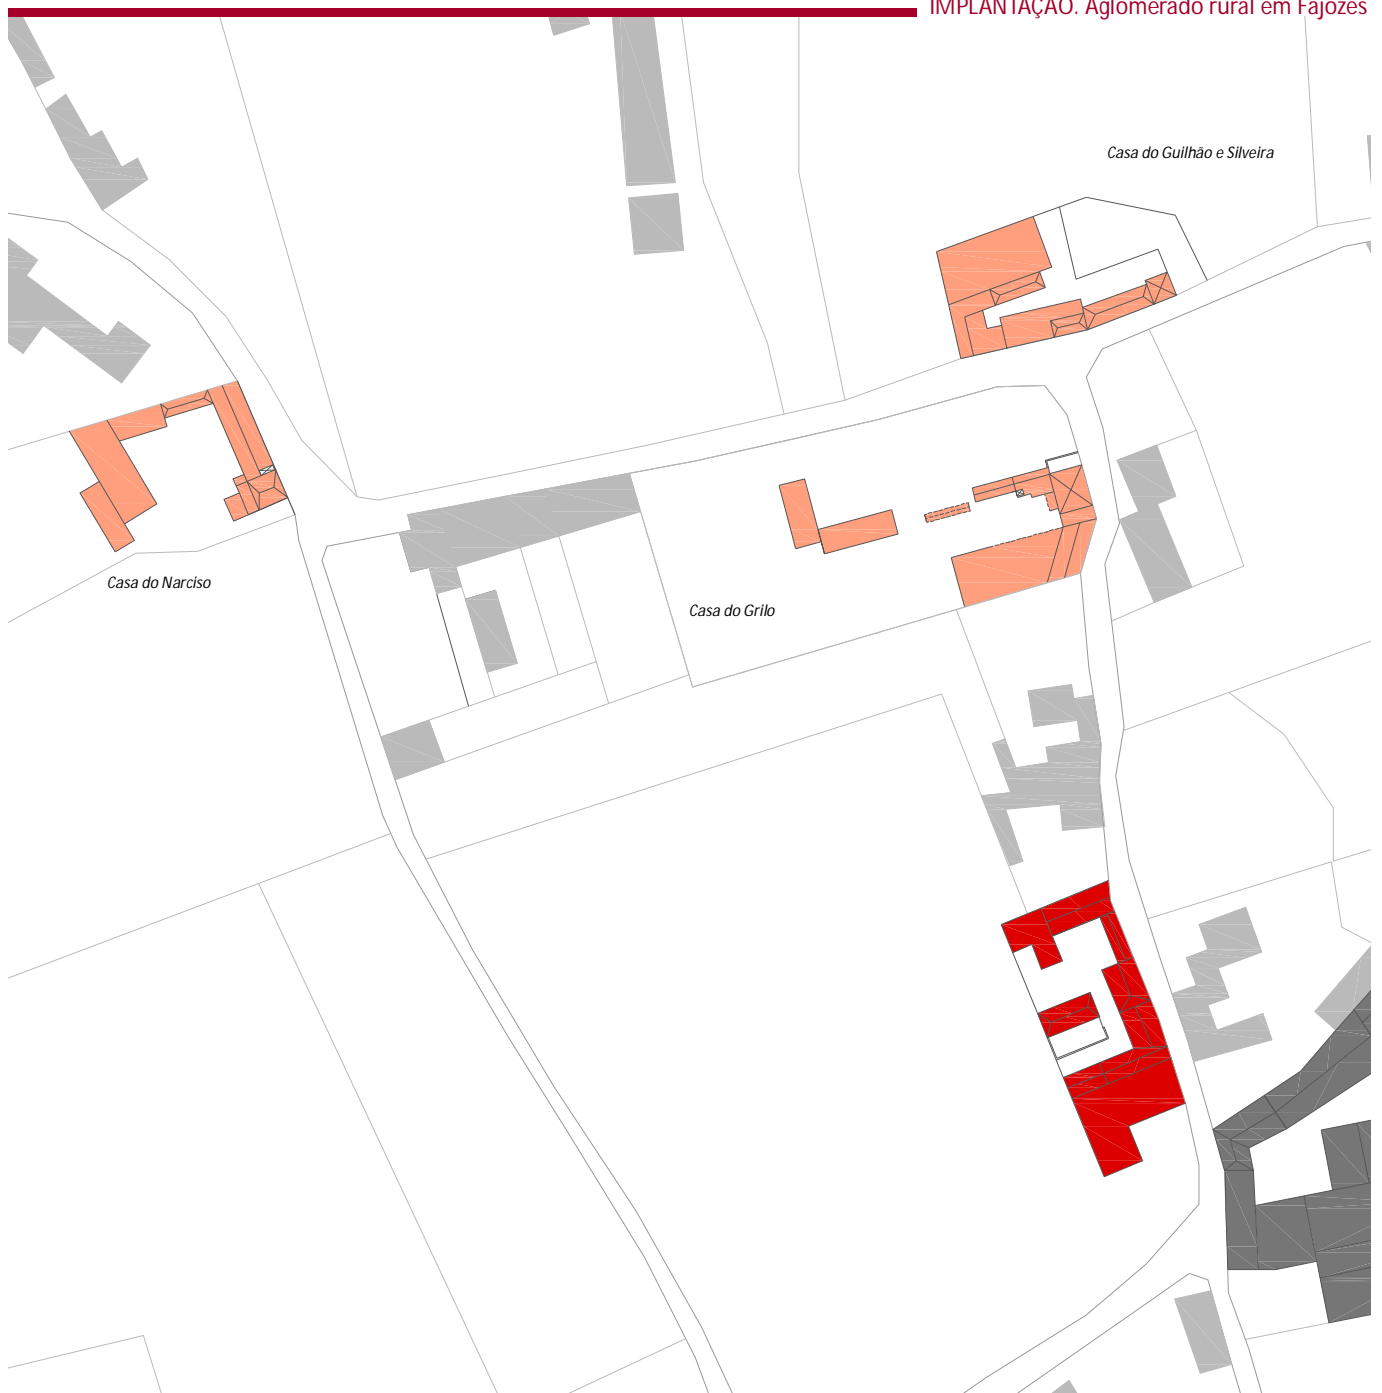 IMPLANTAÇÃO. Aglomerado rural em Fajozes
Casa do Guilhão e Silveira
Casa do Narciso
Casa do Grilo